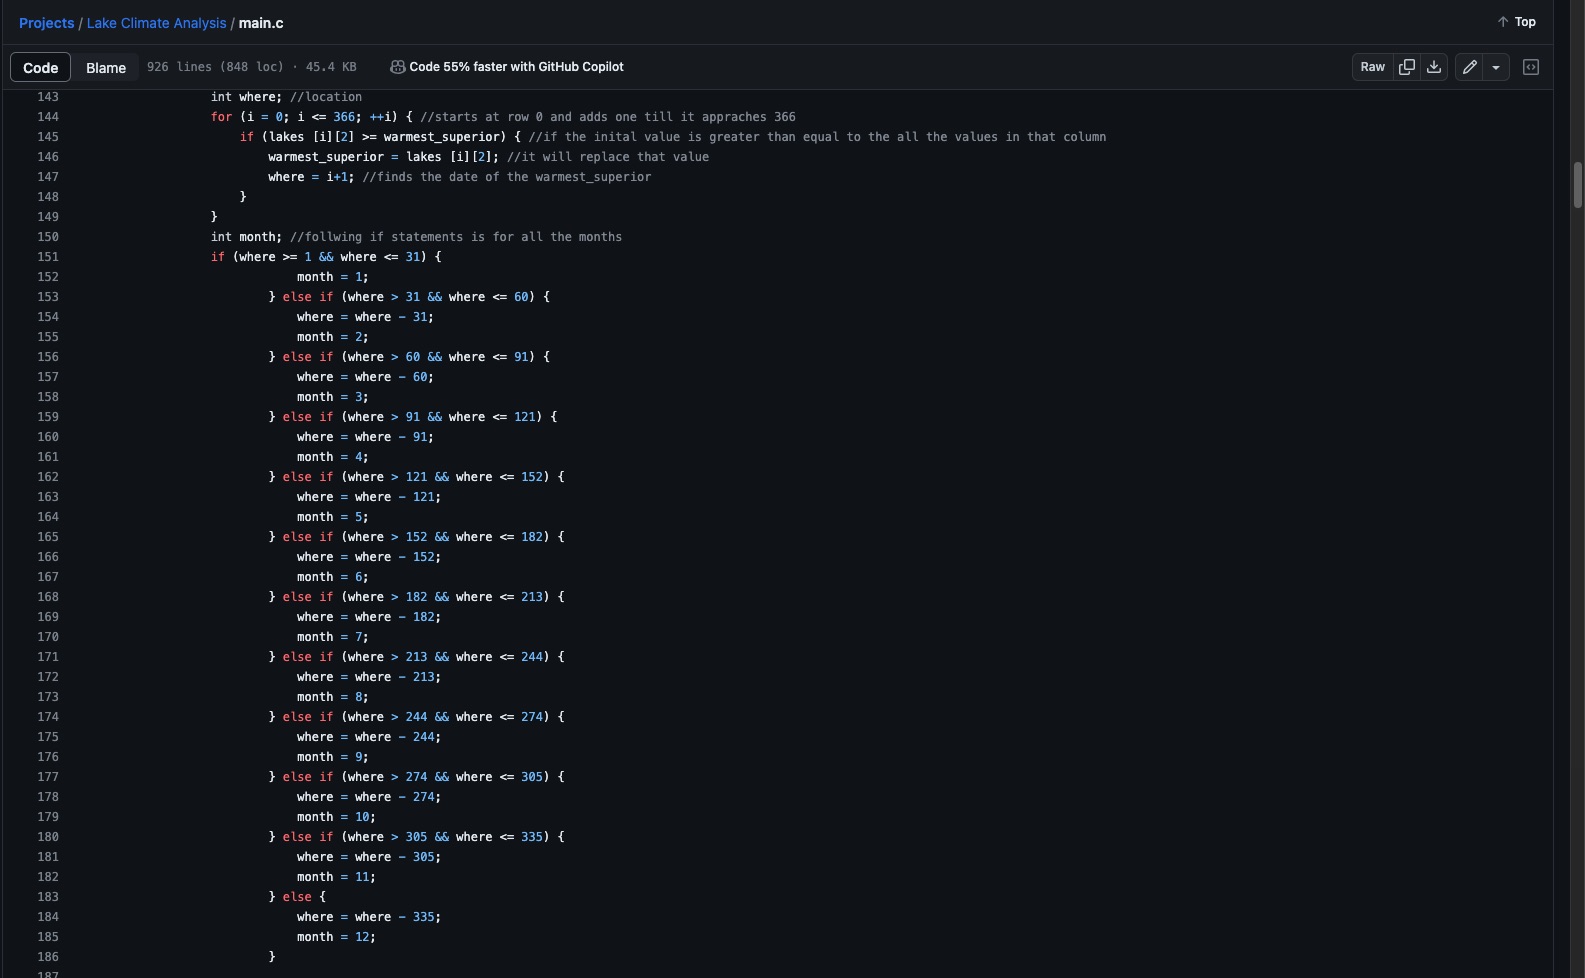 Projects / Lake Climate Analysis / main.c
Top
Code Blame 926 lines (848 loc) · 45.4 KB Code 55% faster with GitHub Copilot Raw
143 int where; //location
144 for (i = 0; i <= 366; ++i) { //starts at row 0 and adds one till it appraches 366
145 if (lakes [i][2] >= warmest_superior) { //if the inital value is greater than equal to the all the values in that column
146 warmest_superior = lakes [i][2]; //it will replace that value
147 where = i+1; //finds the date of the warmest_superior
148 }
149 }
150 int month; //follwing if statements is for all the months
151 if (where >= 1 && where <= 31) {
152 month = 1;
153 } else if (where > 31 && where <= 60) {
154 where = where - 31;
155 month = 2;
156 } else if (where > 60 && where <= 91) {
157 where = where - 60;
158 month = 3;
159 } else if (where > 91 && where <= 121) {
160 where = where - 91;
161 month = 4;
162 } else if (where > 121 && where <= 152) {
163 where = where - 121;
164 month = 5;
165 } else if (where > 152 && where <= 182) {
166 where = where - 152;
167 month = 6;
168 } else if (where > 182 && where <= 213) {
169 where = where - 182;
170 month = 7;
171 } else if (where > 213 && where <= 244) {
172 where = where - 213;
173 month = 8;
174 } else if (where > 244 && where <= 274) {
175 where = where - 244;
176 month = 9;
177 } else if (where > 274 && where <= 305) {
178 where = where - 274;
179 month = 10;
180 } else if (where > 305 && where <= 335) {
181 where = where - 305;
182 month = 11;
183 } else {
184 where = where - 335;
185 month = 12;
186 }
187